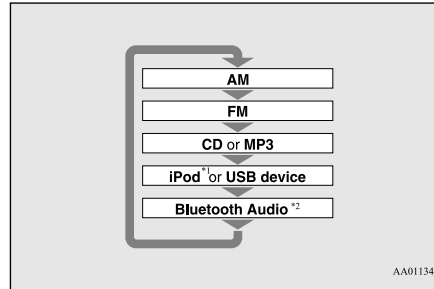 AM
FM
CD or MP3
iPod*1or USB device
Bluetooth Audio *2
AA01134